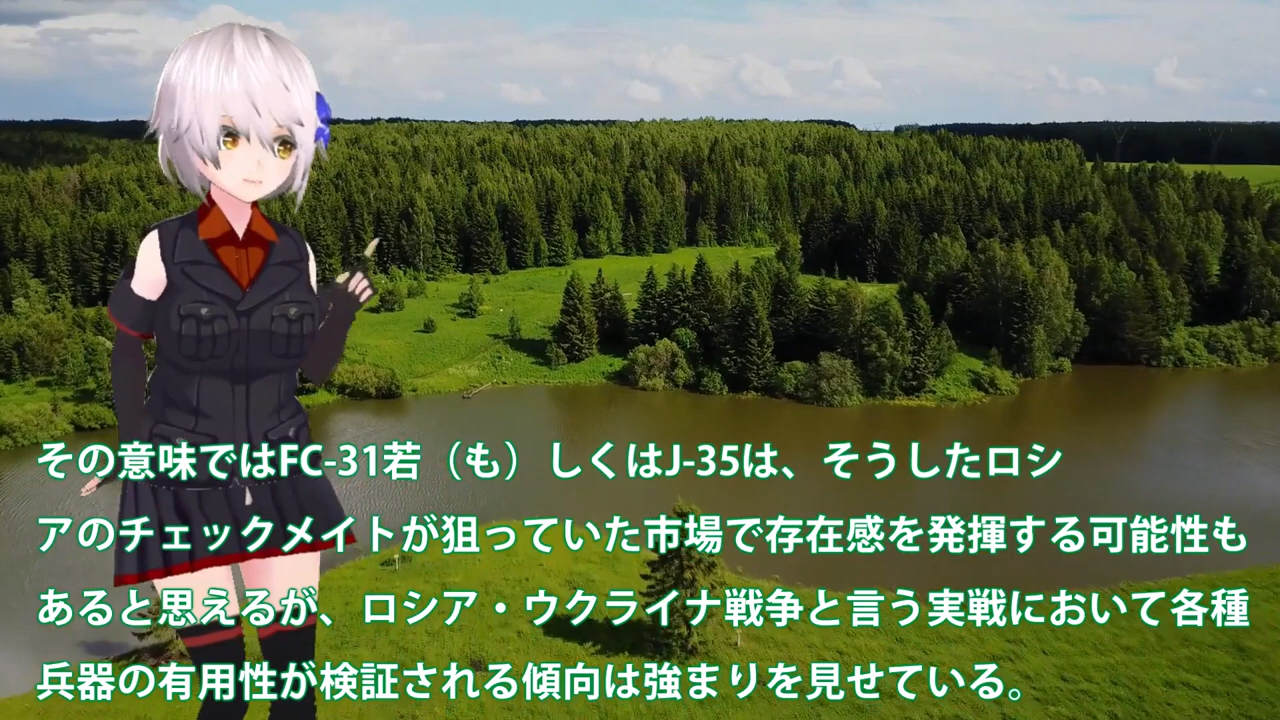 その意味ではFC-31若（も）しくはJ-35は、そうしたロシ
アのチェックメイトが狙っていた市場で存在感を発揮する可能性も
あると思えるが、ロシア・ウクライナ戦争と言う実戦において各種
兵器の有用性が検証される傾向は強まりを見せている。